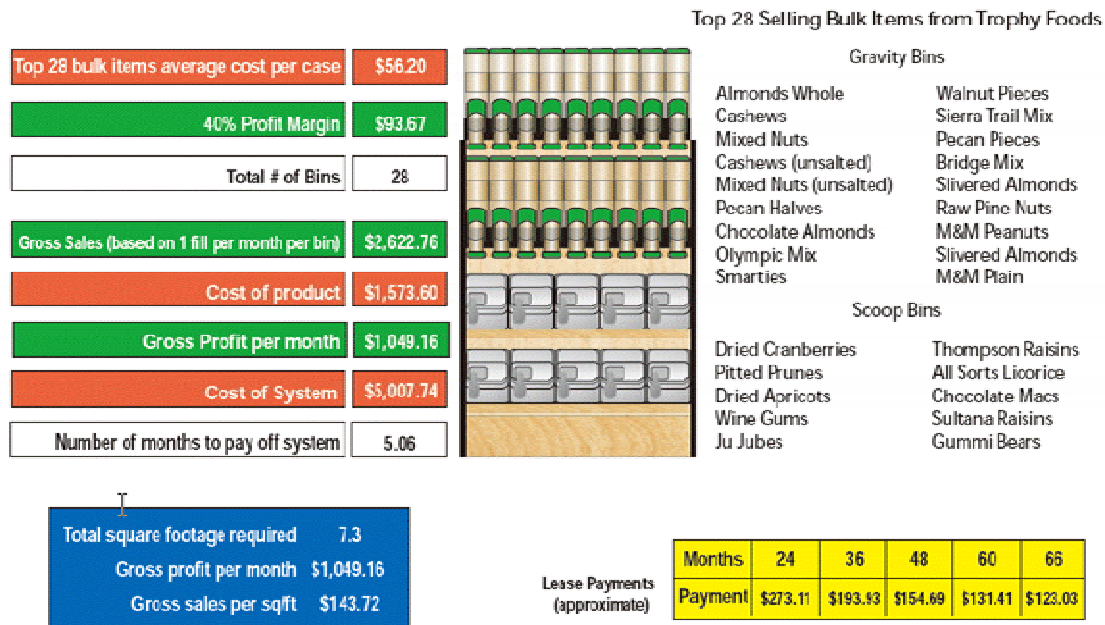 Top 28 Selling Bulk Items from Trophy Foods
Top 28 bulk items average cost per case $56.20
40% Profit Margin $93.67
Total # of Bins 28
Gross Sales (based on 1 fill per month per bin) $2,622.76
Cost of product $1,573.60
Gross Profit per month $1,049.16
Cost of System $5,007.74
Number of months to pay off system 5.06
Gravity Bins
Almonds Whole Walnut Pieces
Cashews Sierra Trail Mix
Mixed Nuts Pecan Pieces
Cashews (unsalted) Bridge Mix
Mixed Nuts (unsalted) Slivered Almonds
Pecan Halves Raw Pine Nuts
Chocolate Almonds M&M Peanuts
Olympic Mix Slivered Almonds
Smarties M&M Plain
Scoop Bins
Dried Cranberries Thompson Raisins
Pitted Prunes All Sorts Licorice
Dried Apricots Chocolate Macs
Wine Gums Sultana Raisins
Ju Jubes Gummi Bears
Total square footage required 7.3
Gross profit per month $1,049.16
Gross sales per sq/ft $143.72
Lease Payments
(approximate)
Months 24 36 48 60 66
Payment $273.11 $193.93 $154.69 $131.41 $123.03